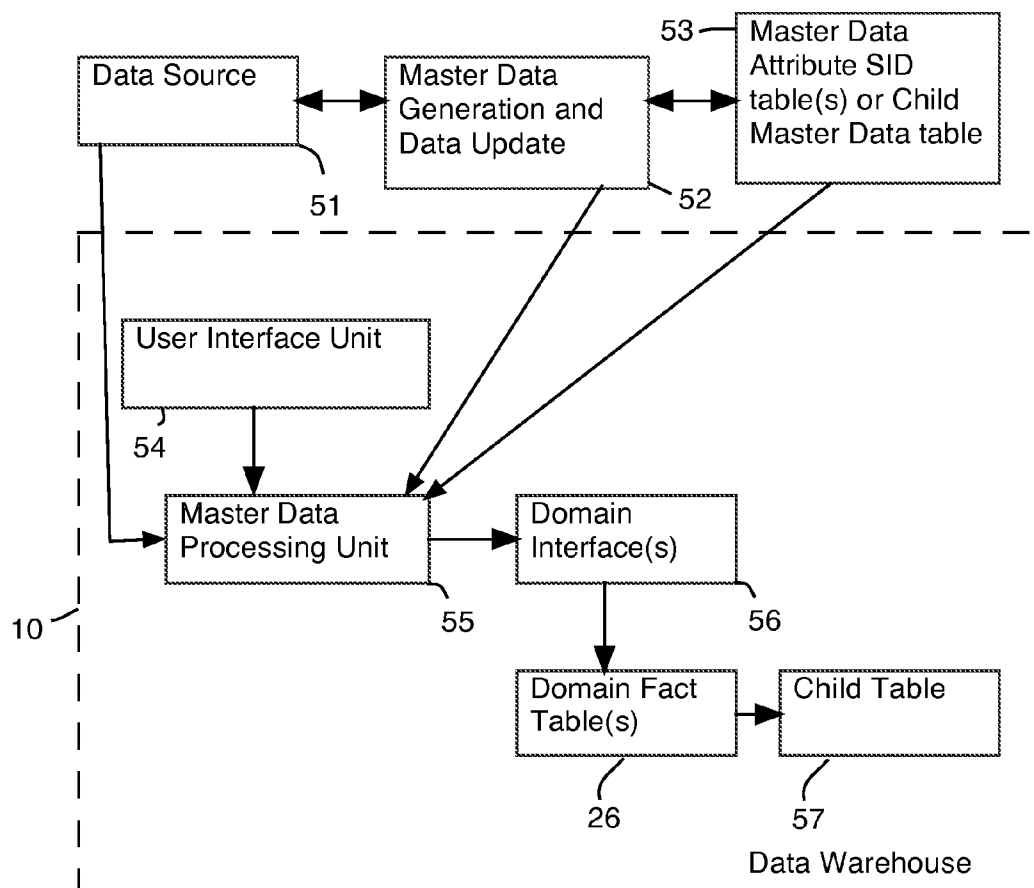 Data Source
51
Master Data
Generation and
Data Update
52
53
Master Data
Attribute SID
table(s) or Child
Master Data table
User Interface Unit
54
Master Data
Processing Unit
55
Domain
Interface(s)
56
10
Domain Fact
Table(s)
26
Child Table
57
Data Warehouse